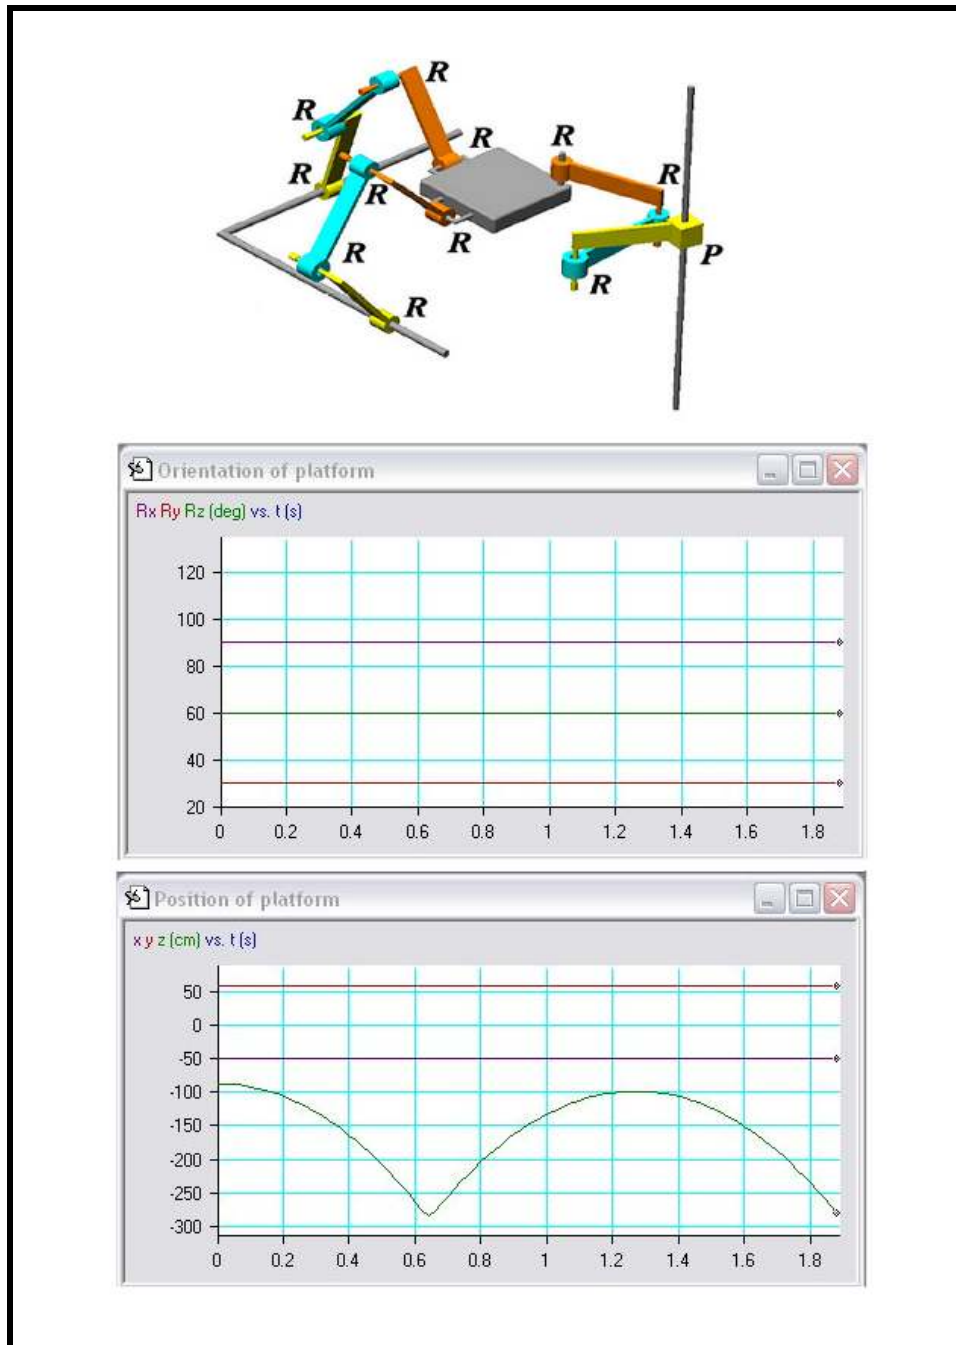 R
R
R
R
R
R
R
R
R
R
P
R
R
Orientation of platform
Rx Ry Rz (deg) vs. t (s)
120
100
80
60
40
20
0 0.2 0.4 0.6 0.8 1 1.2 1.4 1.6 1.8
Position of platform
x y z (cm) vs. t (s)
50
0
-50
-100
-150
-200
-250
-300
0 0.2 0.4 0.6 0.8 1 1.2 1.4 1.6 1.8